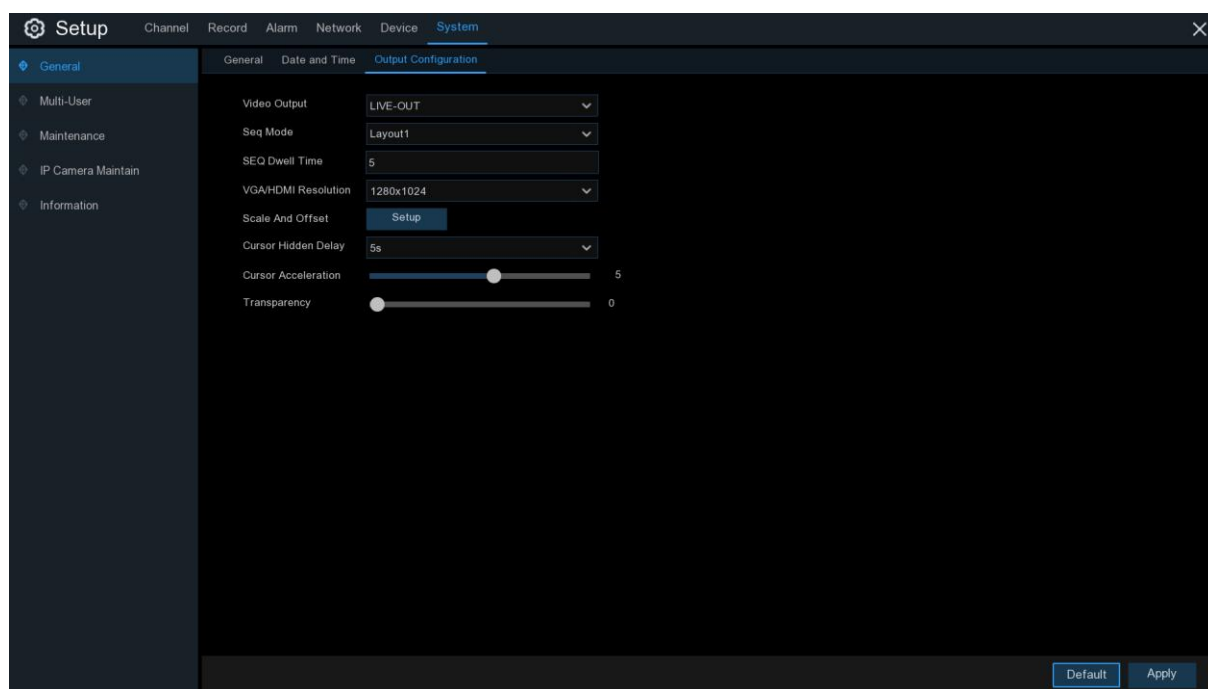 Setup Channel Record Alarm Network Device System
General
Multi-User
Maintenance
IP Camera Maintain
Information
General Date and Time Output Configuration
Video Output LIVE-OUT
Seq Mode Layout1
SEQ Dwell Time 5
VGA/HDMI Resolution 1280x1024
Scale And Offset Setup
Cursor Hidden Delay 5s
Cursor Acceleration 5
Transparency 0
Default Apply